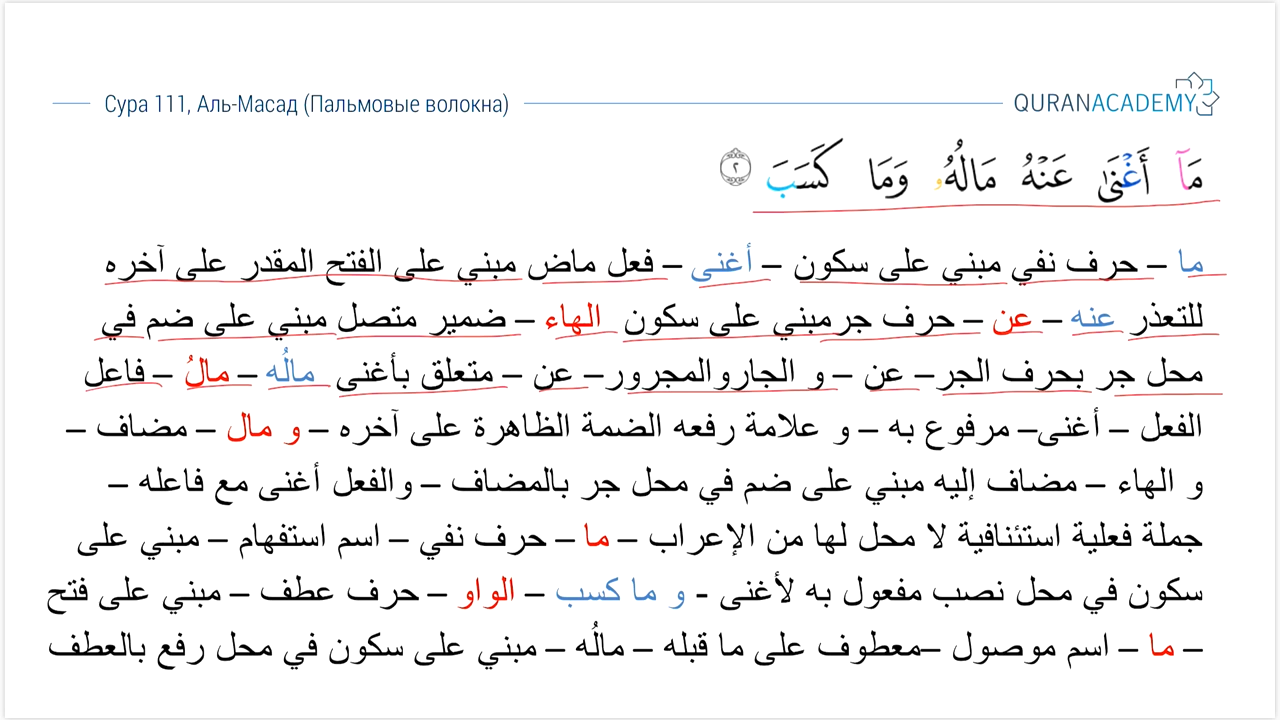 Сура 111, Аль-Масад (Пальмовые волокна)
QURANACADEMY
مَآ أَغْنَىٰ عَنْهُ مَالُهُۥ وَمَا كَسَبَ ٢
ما – حرف نفي مبني على سكون – أغنى – فعل ماض مبني على الفتح المقدر على آخره
للتعذر عنه – عن – حرف جرمبني على سكون الهاء – ضمير متصل مبني على ضم في
محل جر بحرف الجر– عن – و الجاروالمجرور– عن – متعلق بأغنى مالُه – مالُ – فاعل
الفعل – أغنى– مرفوع به – و علامة رفعه الضمة الظاهرة على آخره – و مال – مضاف –
و الهاء – مضاف إليه مبني على ضم في محل جر بالمضاف – والفعل أغنى مع فاعله –
جملة فعلية استئنافية لا محل لها من الإعراب – ما – حرف نفي – اسم استفهام – مبني على
سكون في محل نصب مفعول به لأغنى - و ما كسب – الواو – حرف عطف – مبني على فتح
– ما – اسم موصول –معطوف على ما قبله – مالُه – مبني على سكون في محل رفع بالعطف